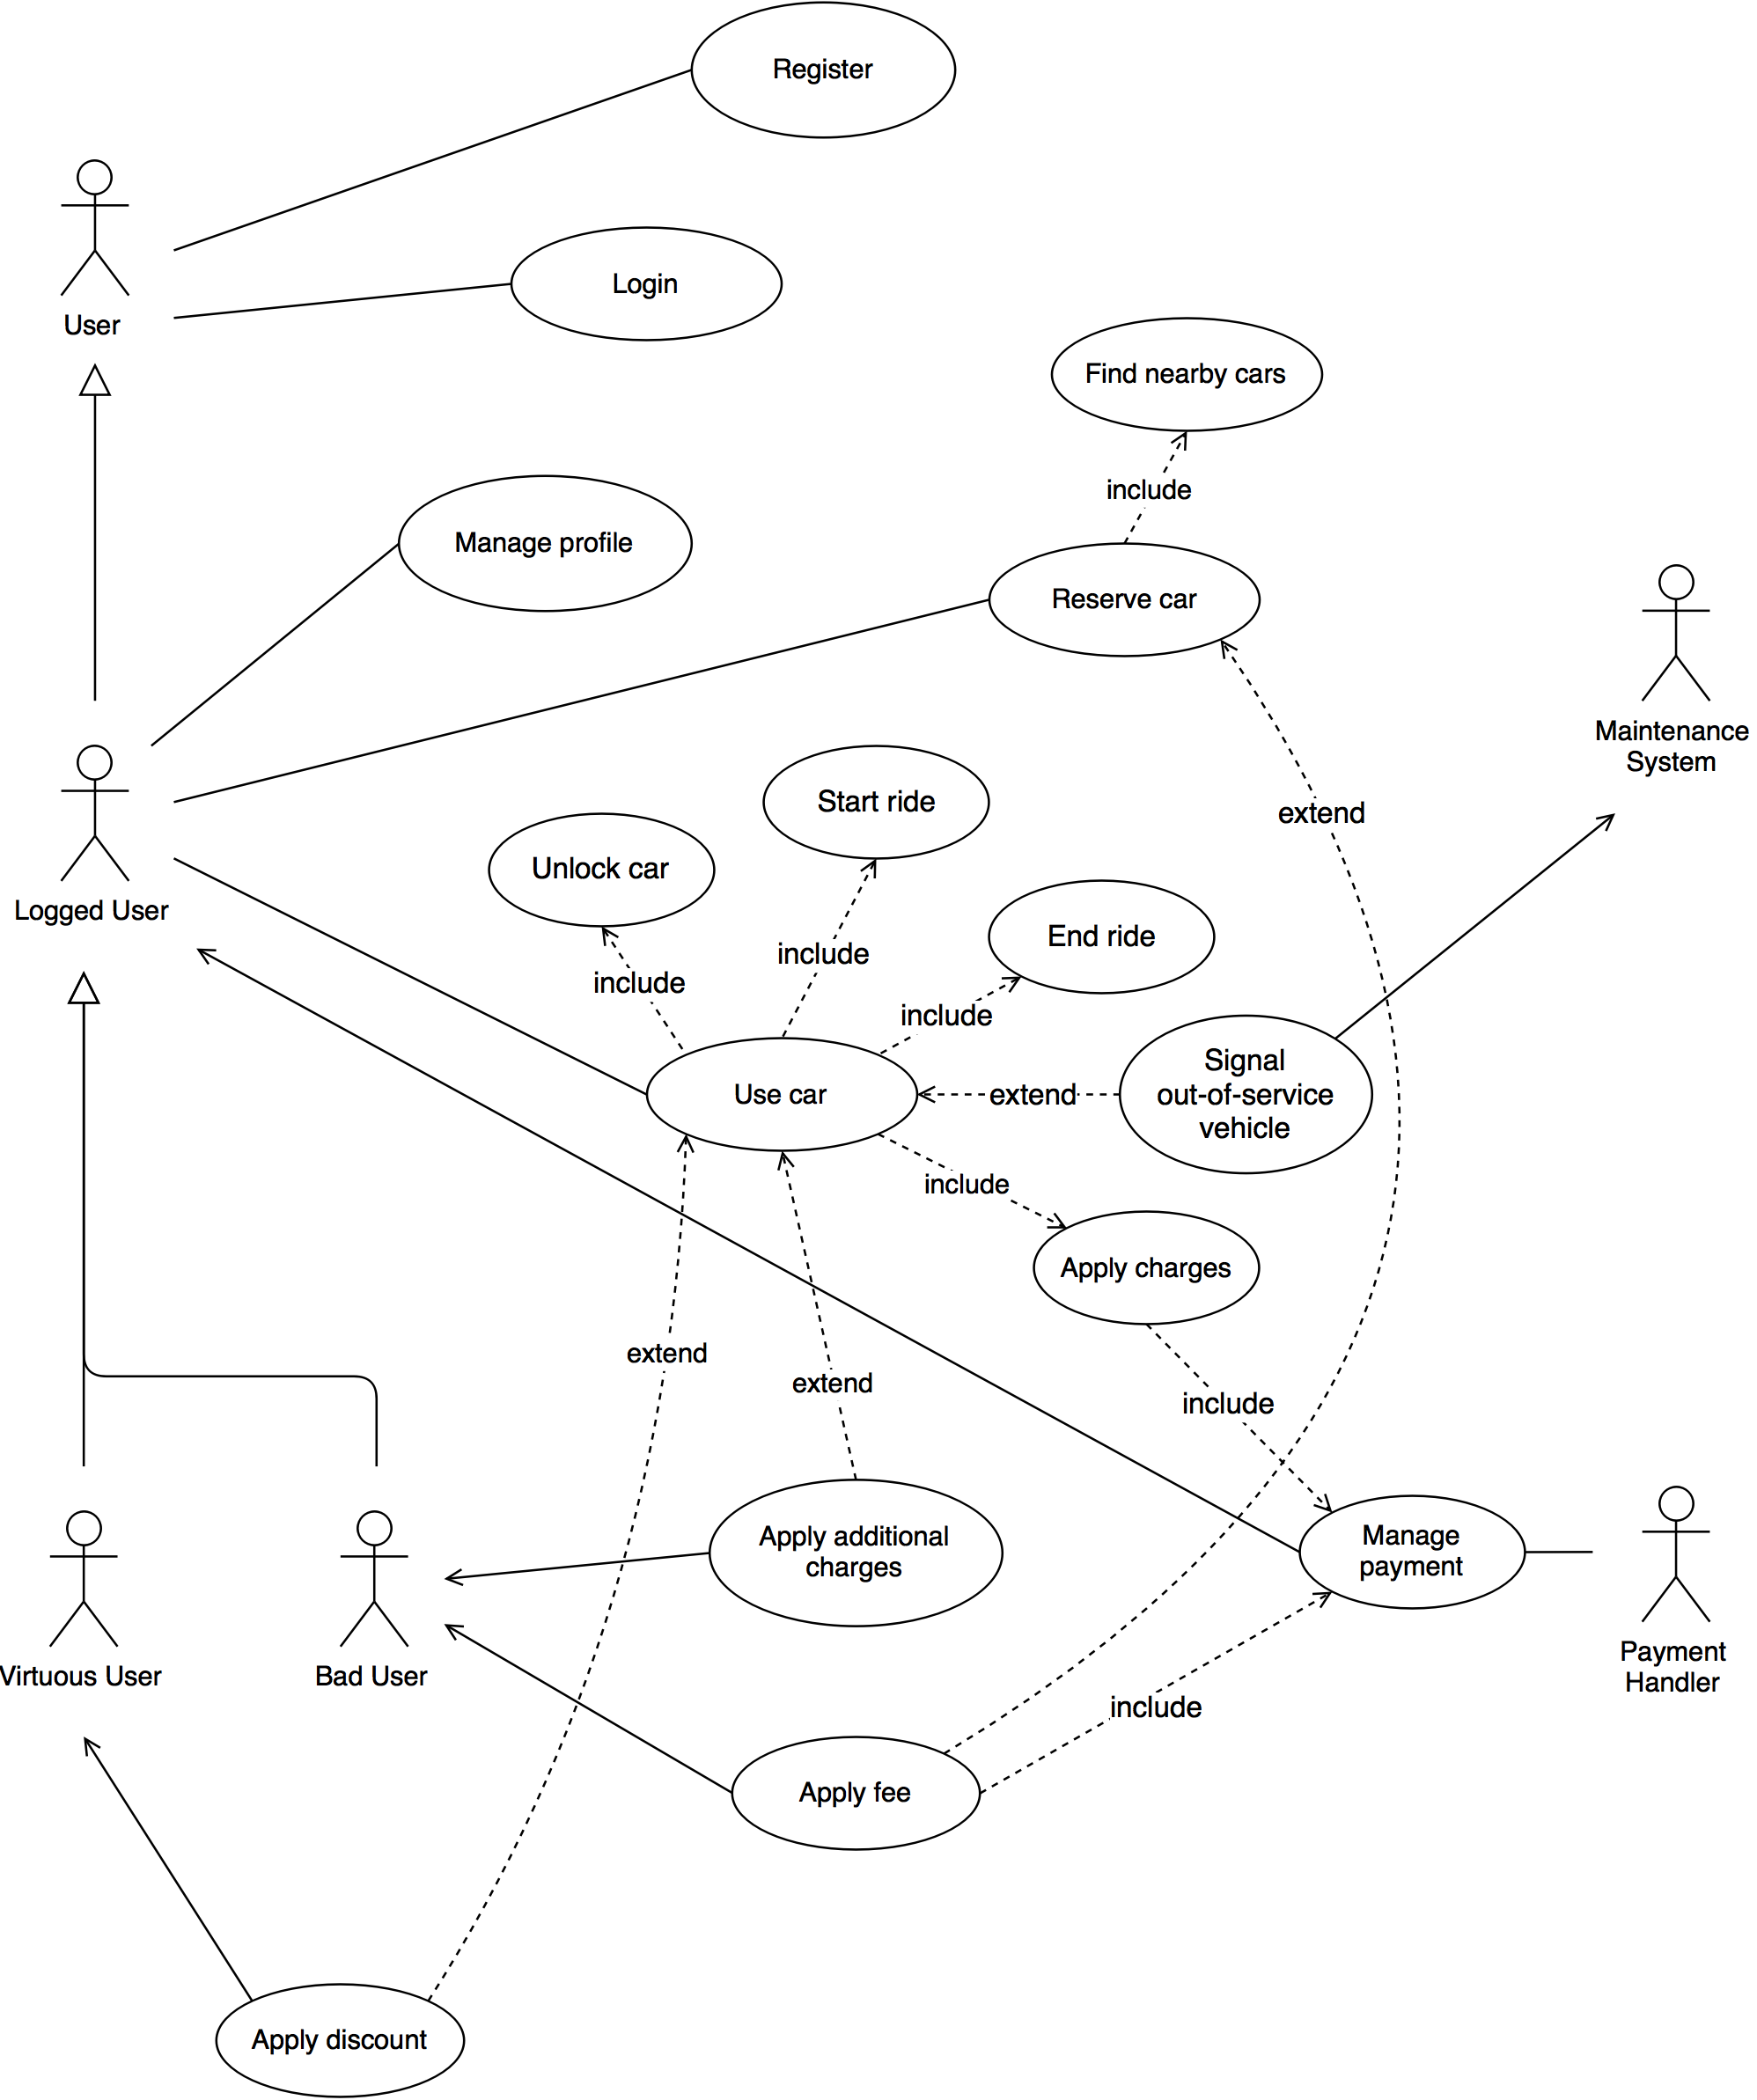 Register
Login
User
Find nearby cars
include
Manage profile
Reserve car
Maintenance
System
Start ride
extend
Unlock car
Logged User
End ride
include
include
include
Signal
out-of-service
vehicle
Use car
extend
include
Apply charges
extend
extend
include
Apply additional
charges
Manage
payment
Virtuous User
Bad User
Payment
Handler
include
Apply fee
Apply discount